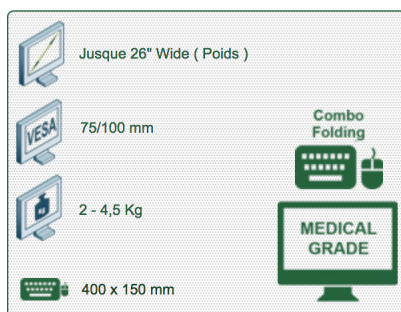 Jusque 26" Wide ( Poids )
VESA
75/100 mm
Combo
Folding
KG
2 - 4,5 Kg
MEDICAL
GRADE
400 x 150 mm